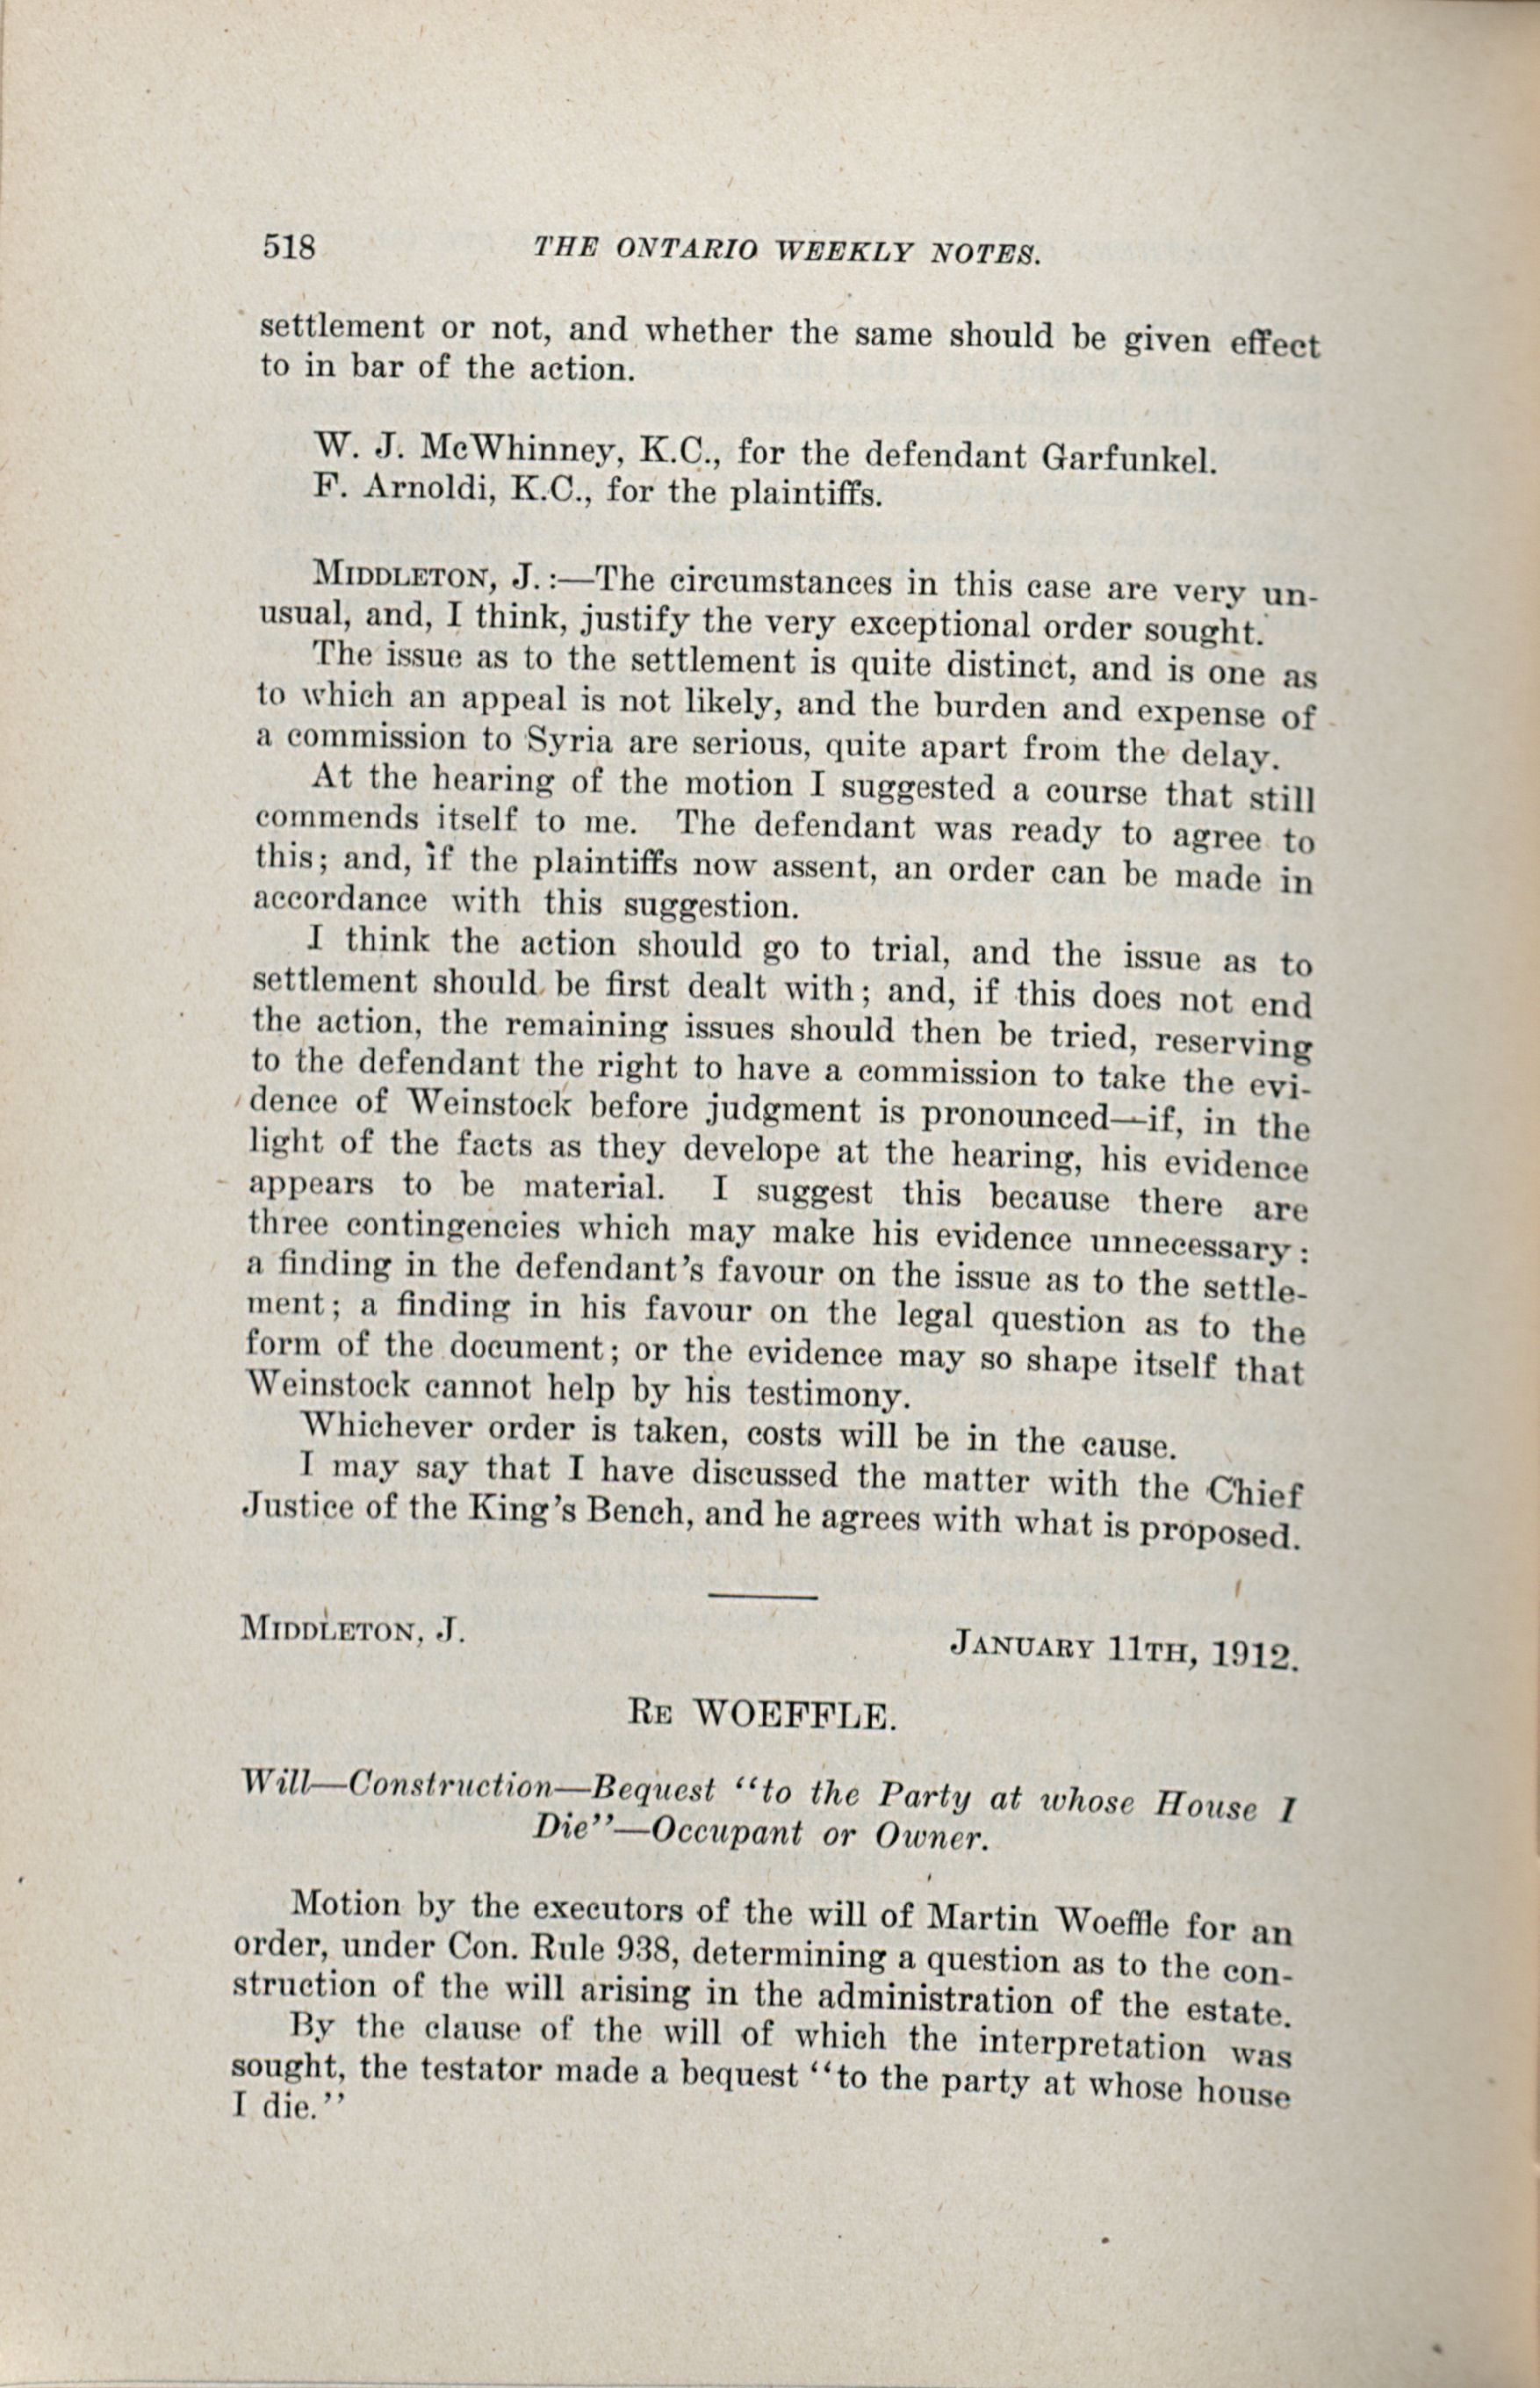 518 THE ONTARIO WEEKLY NOTES.
settlement or not, and whether the same should be given effect
to in bar of the action.
W. J. McWhinney, K.C., for the defendant Garfunkel.
F. Arnoldi, K.C., for the plaintiffs.
MIDDLETON, J.:—The circumstances in this case are very un-
usual, and, I think, justify the very exceptional order sought.
The issue as to the settlement is quite distinct, and is one as
to which an appeal is not likely, and the burden and expense of
a commission to Syria are serious, quite apart from the delay.
At the hearing of the motion I suggested a course that still
commends itself to me. The defendant was ready to agree to
this; and, if the plaintiffs now assent, an order can be made in
accordance with this suggestion.
I think the action should go to trial, and the issue as to
settlement should be first dealt with; and, if this does not end
the action, the remaining issues should then be tried, reserving
to the defendant the right to have a commission to take the evi-
dence of Weinstock before judgment is pronounced—if, in the
light of the facts as they develope at the hearing, his evidence
appears to be material. I suggest this because there are
three contingencies which may make his evidence unnecessary:
a finding in the defendant's favour on the issue as to the settle-
ment; a finding in his favour on the legal question as to the
form of the document; or the evidence may so shape itself that
Weinstock cannot help by his testimony.
Whichever order is taken, costs will be in the cause.
I may say that I have discussed the matter with the Chief
Justice of the King's Bench, and he agrees with what is proposed.
MIDDLETON, J. JANUARY 11TH, 1912.
RE WOEFFLE.
Will—Construction—Bequest "to the Party at whose House I
Die"—Occupant or Owner.
Motion by the executors of the will of Martin Woeffle for an
order, under Con. Rule 938, determining a question as to the con-
struction of the will arising in the administration of the estate.
By the clause of the will of which the interpretation was
sought, the testator made a bequest "to the party at whose house
I die."